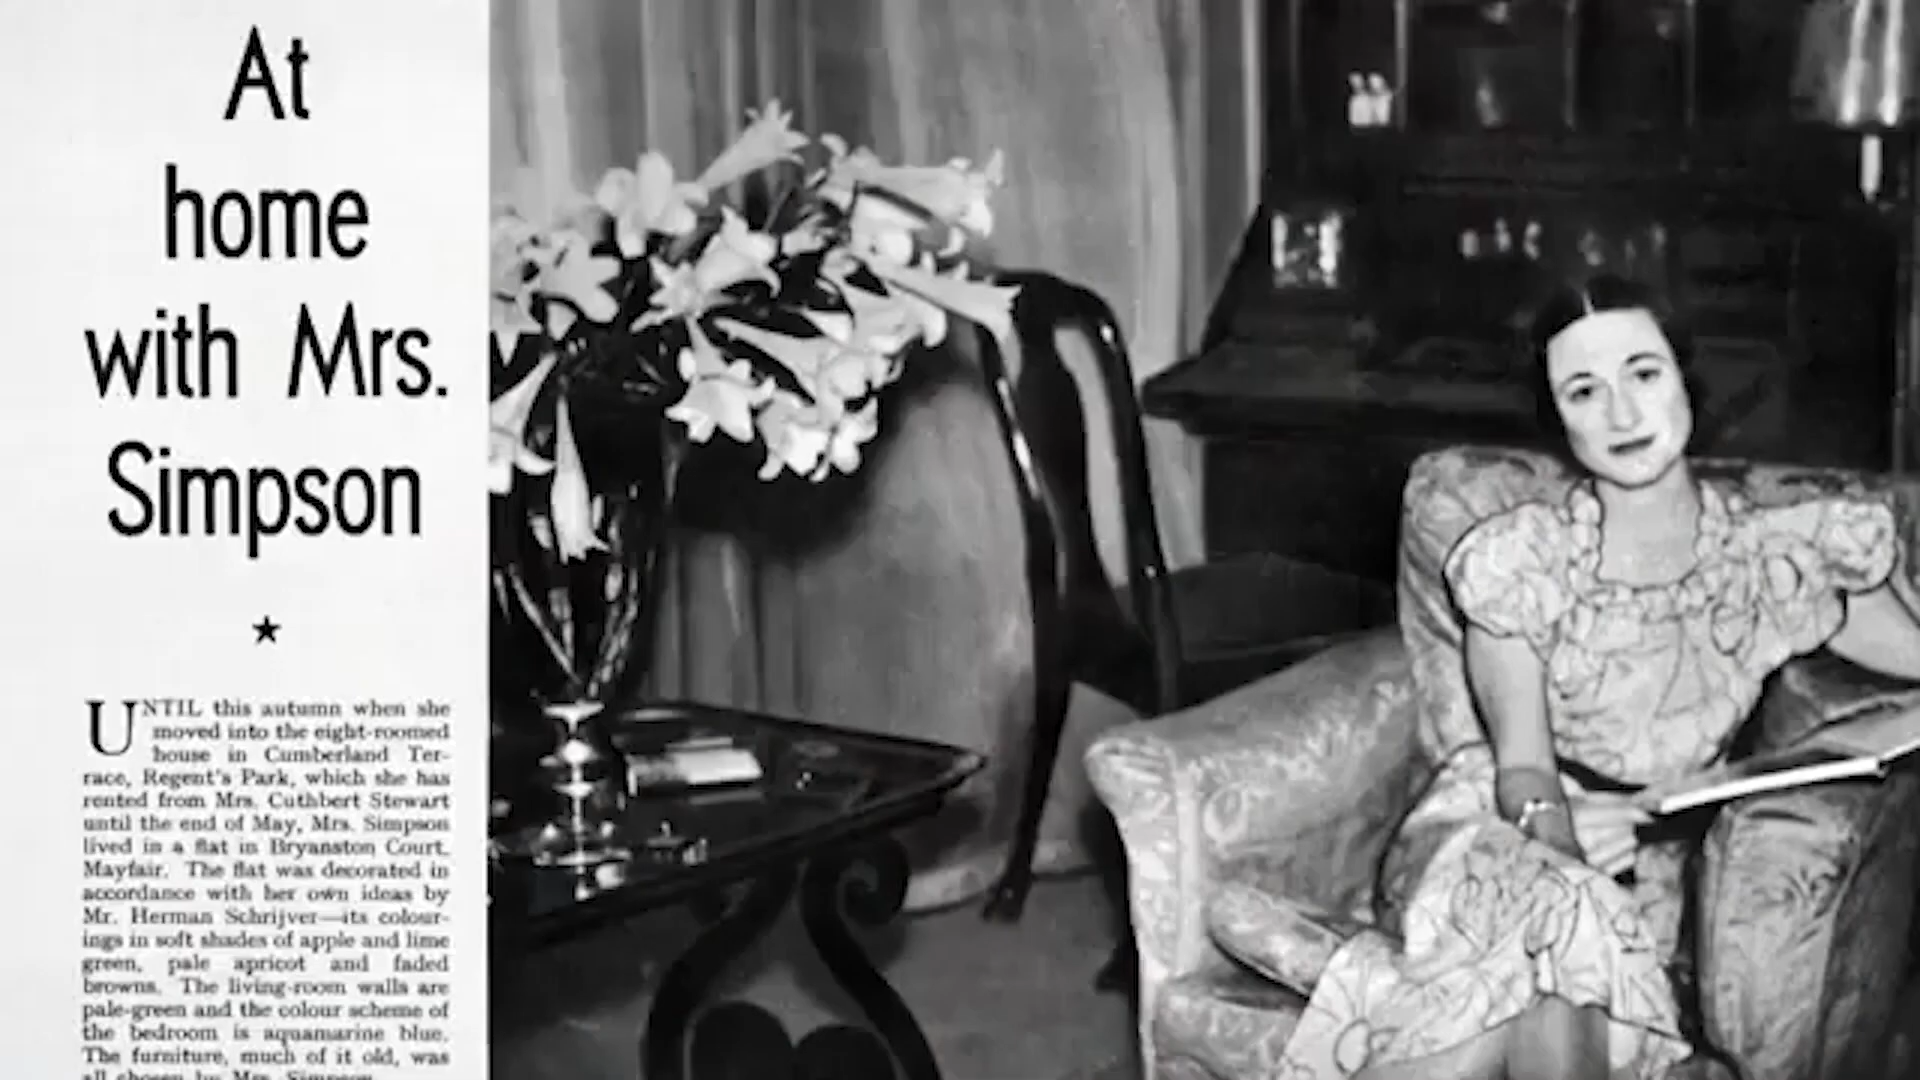 At
home
with Mrs.
Simpson
★
UNTIL this autumn when she
moved into the eight-roomed
house in Cumberland Ter-
race, Regent's Park, which she has
rented from Mrs. Cuthbert Stewart
until the end of May, Mrs. Simpson
lived in a flat in Bryanston Court,
Mayfair. The flat was decorated in
accordance with her own ideas by
Mr. Herman Schrijver—its colour-
ings in soft shades of apple and lime
green, pale apricot and faded
browns. The living-room walls are
pale-green and the colour scheme of
the bedroom is aquamarine blue.
The furniture, much of it old, was
all chosen by Mrs. Simpson